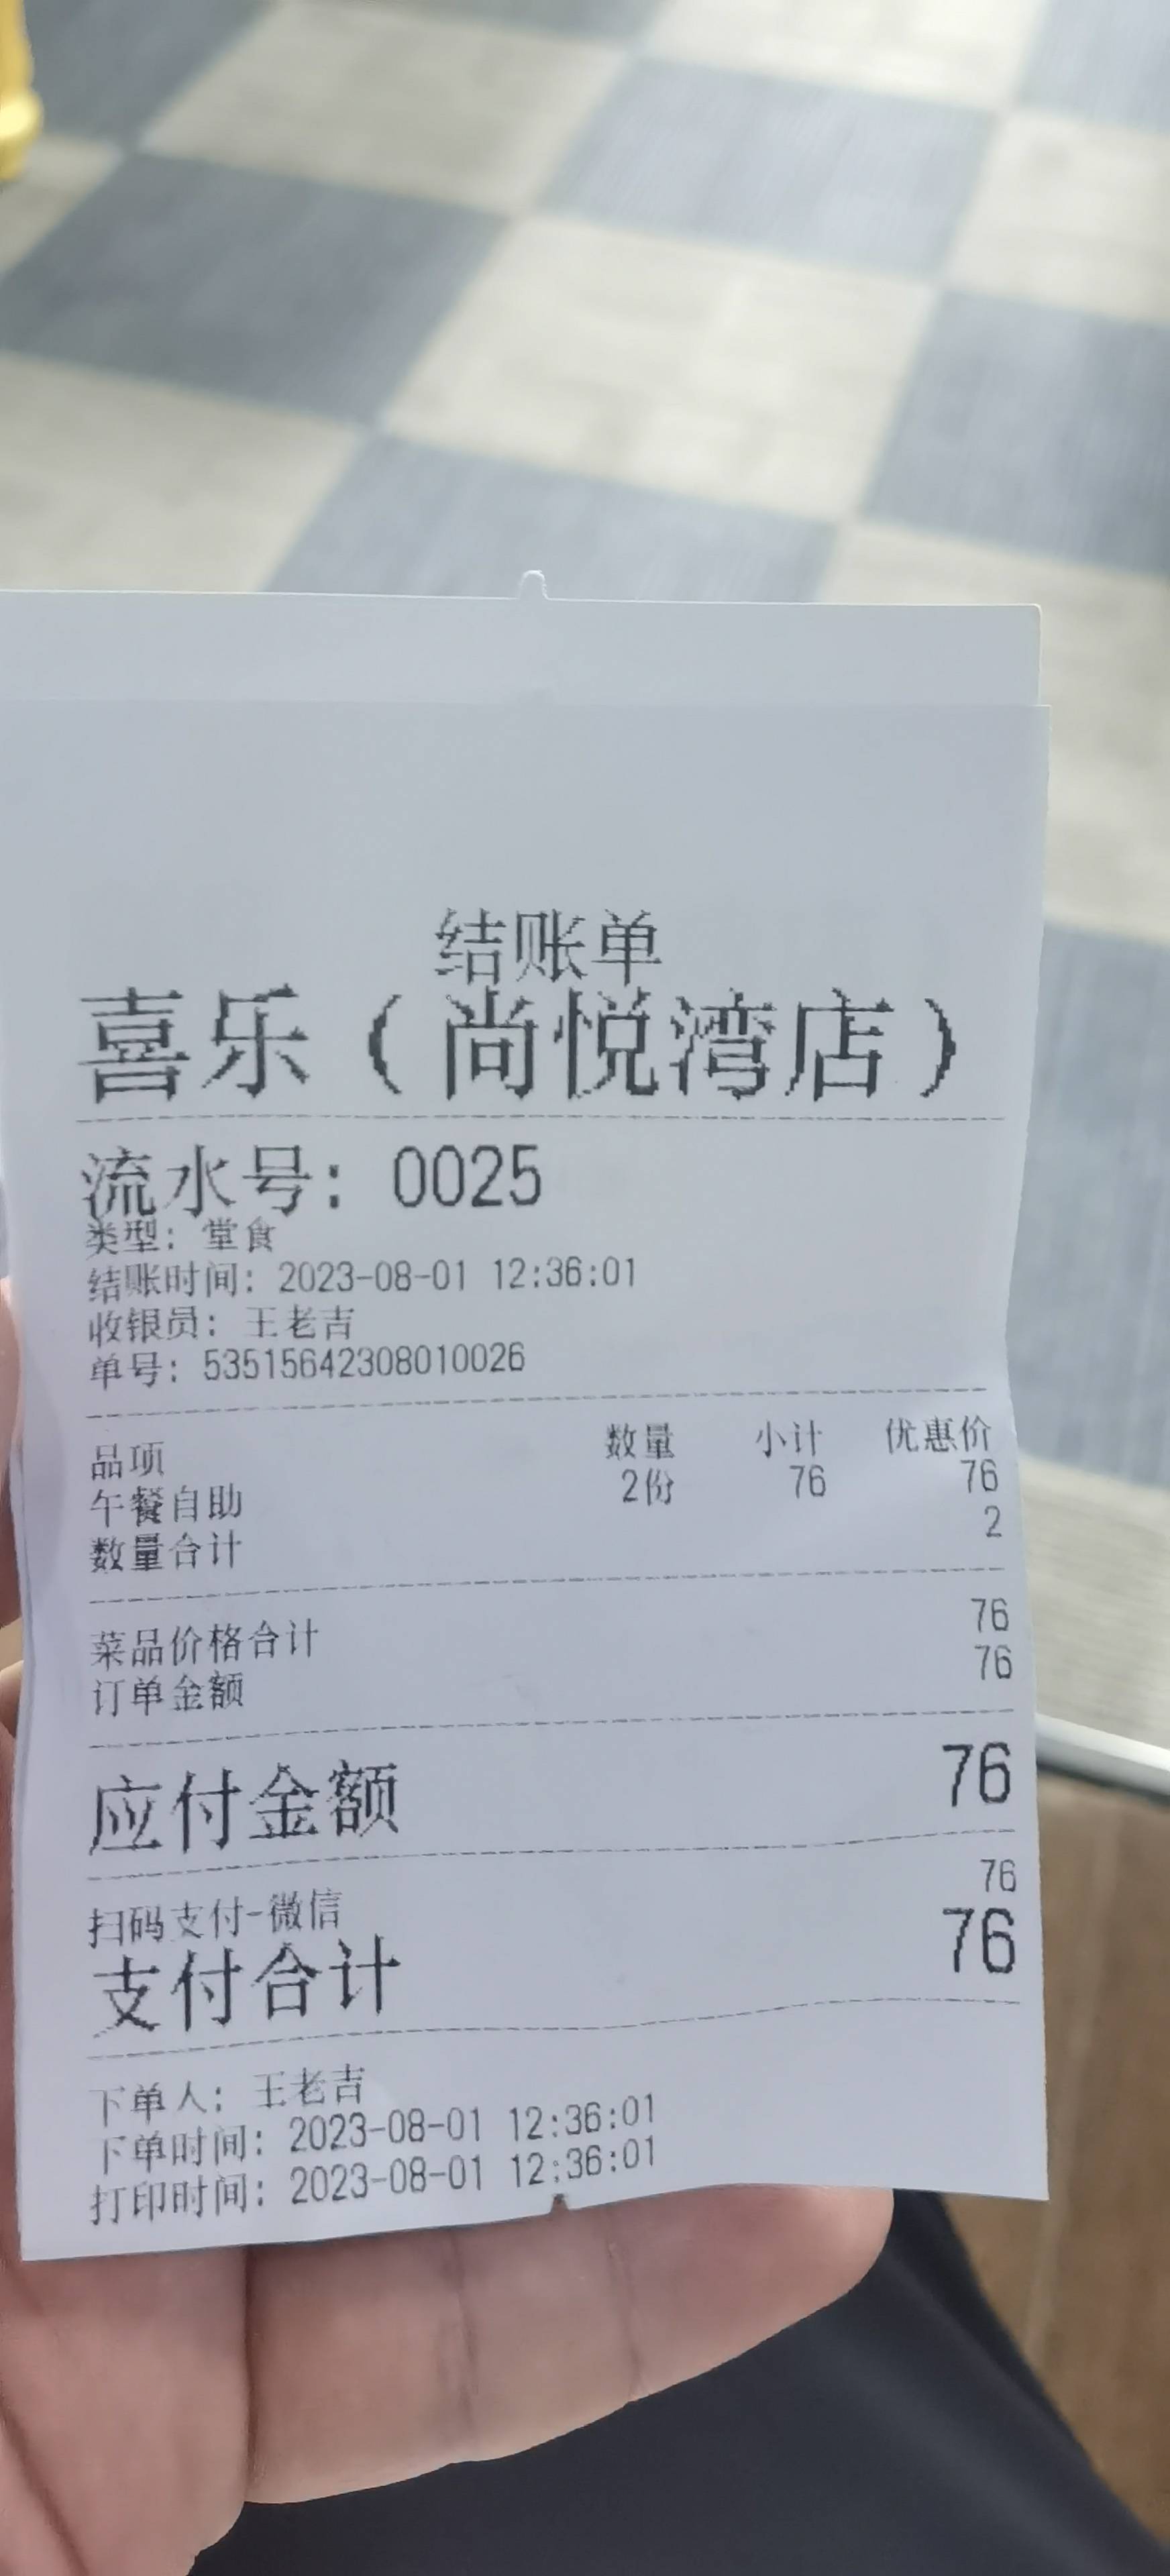 结账单
喜乐（尚悦湾店）
流水号：0025
类型：堂食
结账时间：2023-08-01 12:36:01
收银员：王老吉
单号：53515642308010026
品项 数量 小计 优惠价
午餐自助 2份 76 76
数量合计 2
菜品价格合计 76
订单金额 76
应付金额 76
扫码支付-微信 76
支付合计 76
下单人：王老吉
下单时间：2023-08-01 12:36:01
打印时间：2023-08-01 12:36:01